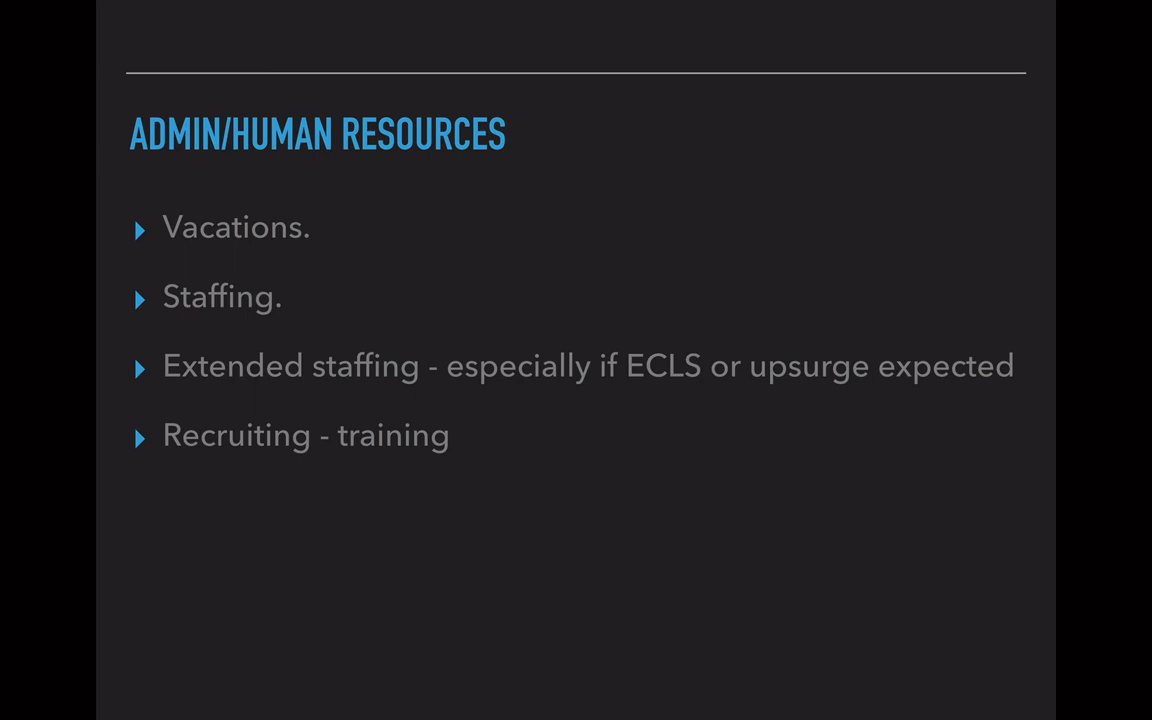 ADMIN/HUMAN RESOURCES
Vacations.
Staffing.
Extended staffing - especially if ECLS or upsurge expected
Recruiting - training